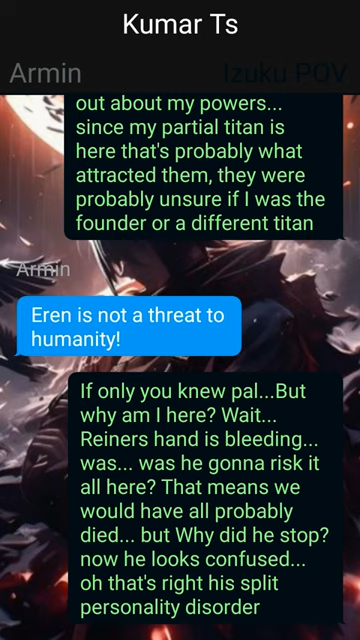 Kumar Ts
Armin
Izuku POV
out about my powers...
since my partial titan is
here that's probably what
attracted them, they were
probably unsure if I was the
founder or a different titan
Armin
Eren is not a threat to
humanity!
If only you knew pal...But
why am I here? Wait...
Reiners hand is bleeding...
was... was he gonna risk it
all here? That means we
would have all probably
died... but Why did he stop?
now he looks confused...
oh that's right his split
personality disorder